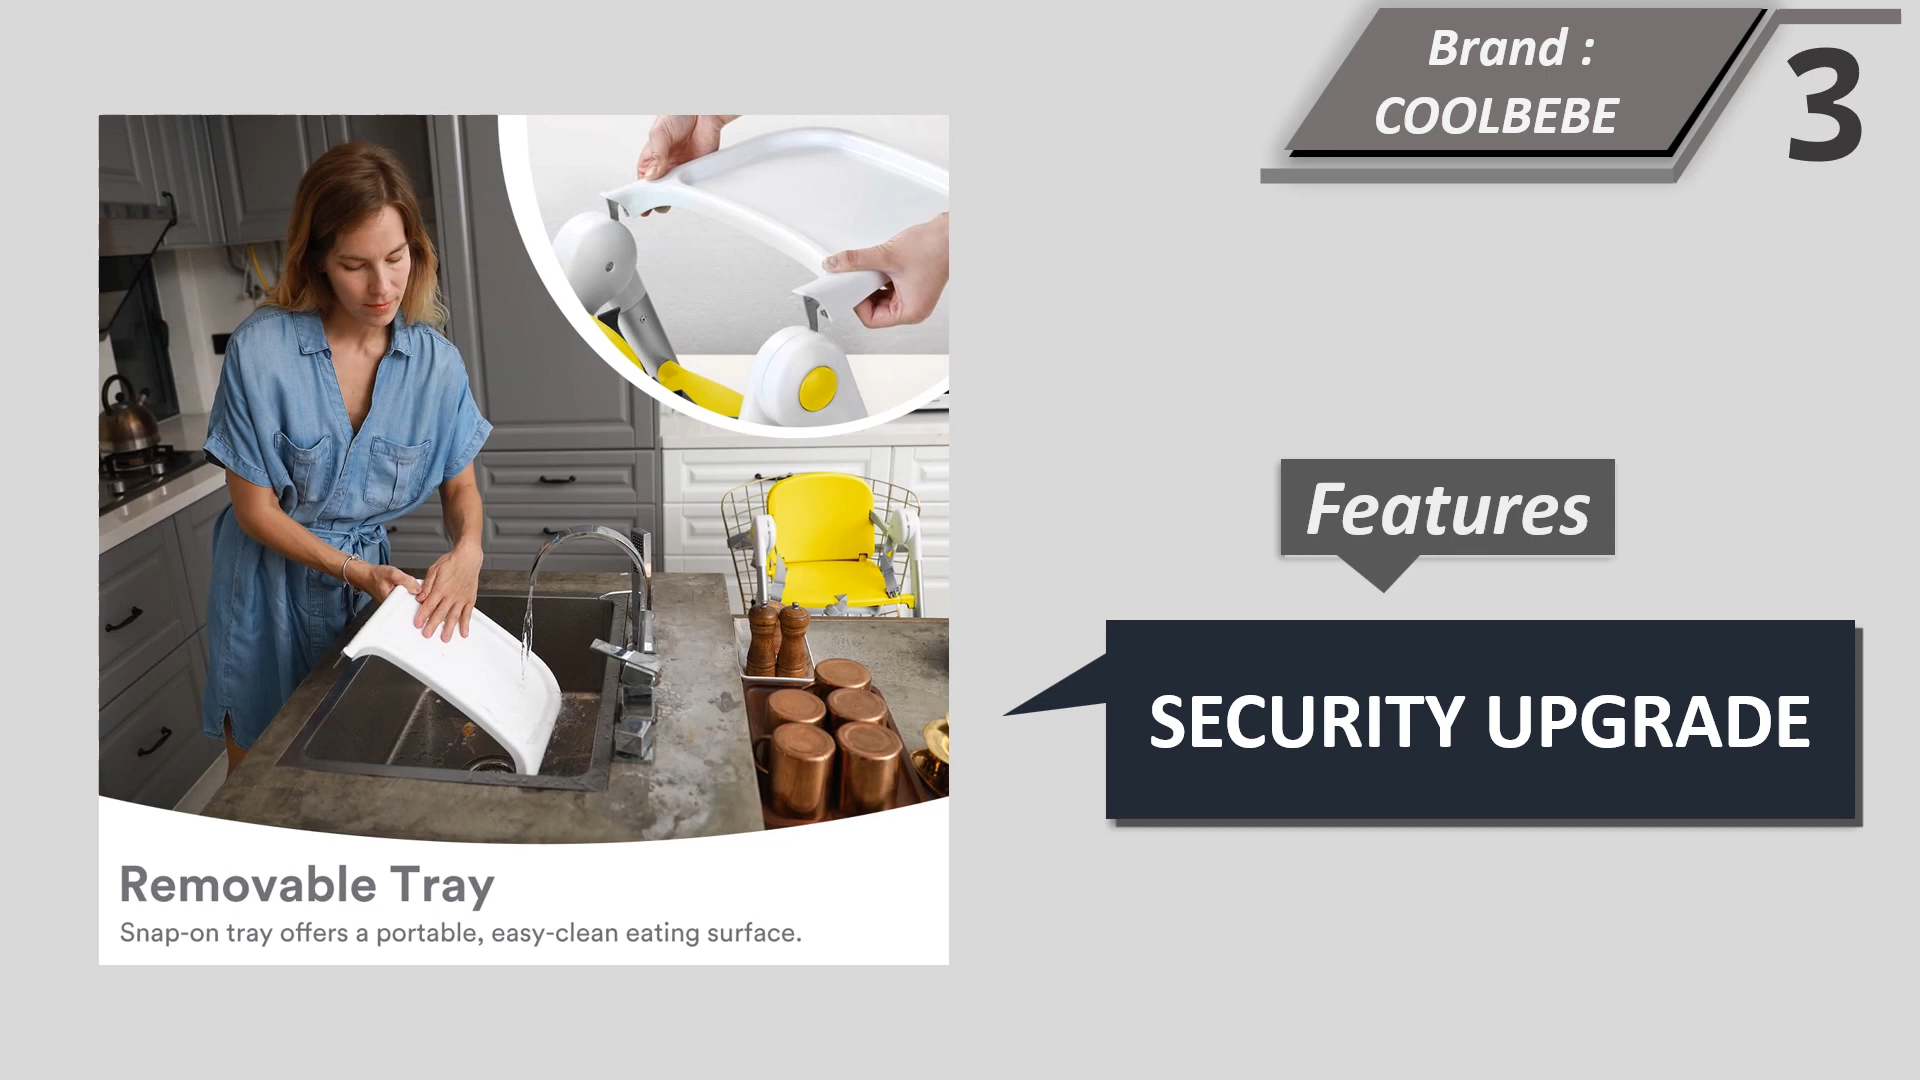 Brand :
COOLBEBE
3
Features
SECURITY UPGRADE
Removable Tray
Snap-on tray offers a portable, easy-clean eating surface.